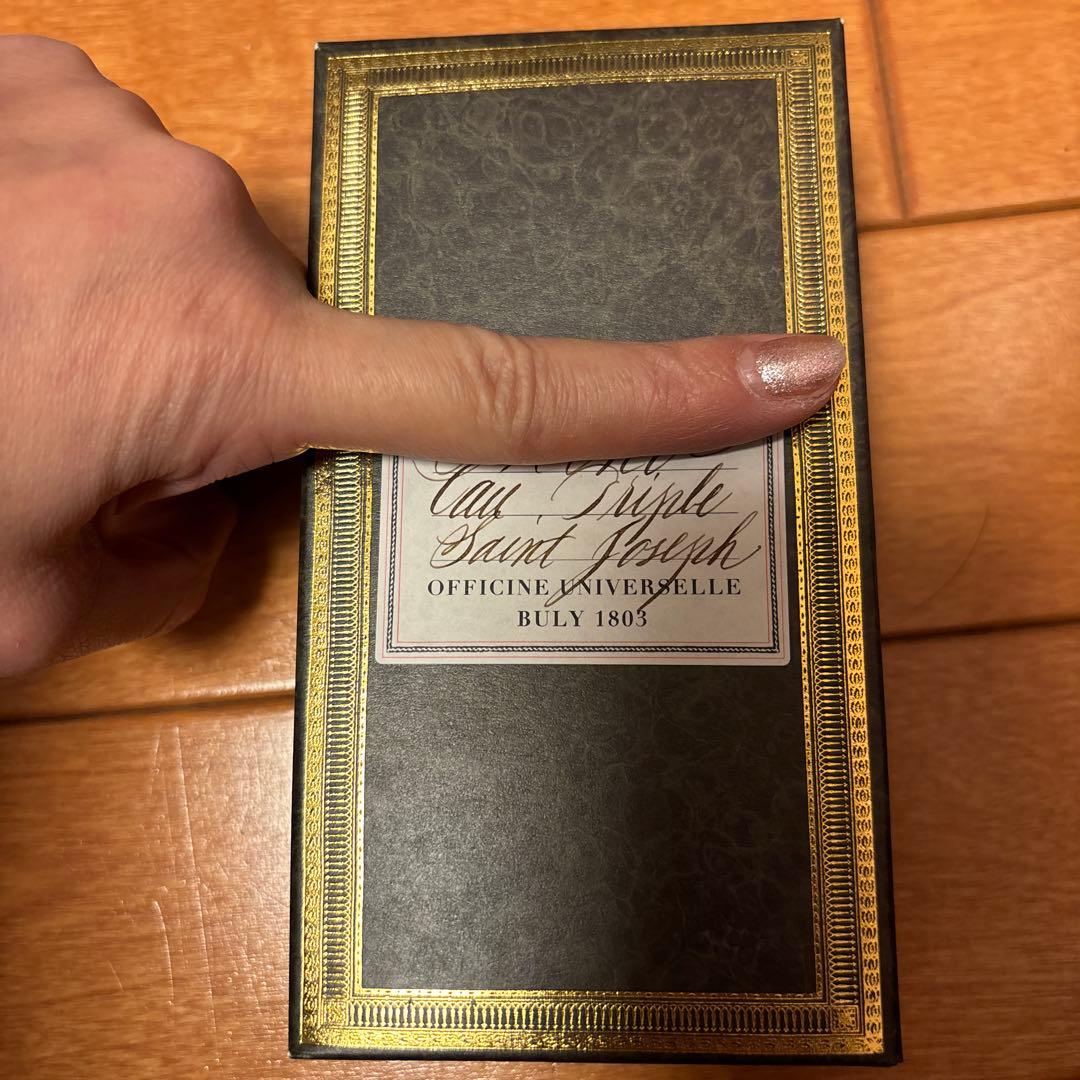 Eau Triple
Saint Joseph
OFFICINE UNIVERSELLE
BULY 1803